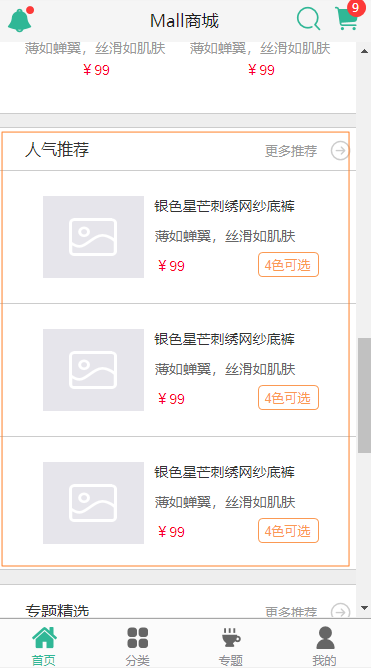 Mall商城
9
薄如蝉翼，丝滑如肌肤 薄如蝉翼，丝滑如肌肤
￥99 ￥99
人气推荐 更多推荐
银色星芒刺绣网纱底裤
薄如蝉翼，丝滑如肌肤
￥99 4色可选
银色星芒刺绣网纱底裤
薄如蝉翼，丝滑如肌肤
￥99 4色可选
银色星芒刺绣网纱底裤
薄如蝉翼，丝滑如肌肤
￥99 4色可选
专题精选 更多推荐
首页 分类 专题 我的